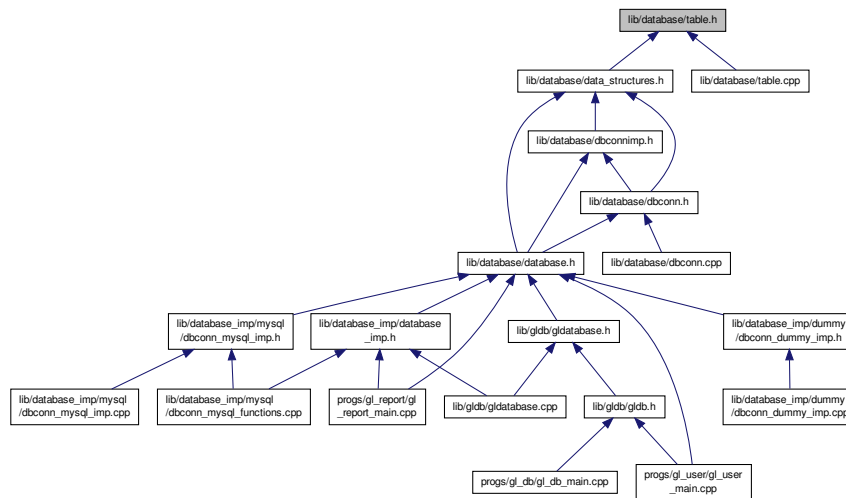 lib/database/table.h
lib/database/data_structures.h
lib/database/table.cpp
lib/database/dbconnimp.h
lib/database/dbconn.h
lib/database/database.h
lib/database/dbconn.cpp
lib/database_imp/mysql
/dbconn_mysql_imp.h
lib/database_imp/database
_imp.h
lib/gldb/gldatabase.h
lib/database_imp/dummy
/dbconn_dummy_imp.h
lib/database_imp/mysql
/dbconn_mysql_imp.cpp
lib/database_imp/mysql
/dbconn_mysql_functions.cpp
progs/gl_report/gl
_report_main.cpp
lib/gldb/gldatabase.cpp
lib/gldb/gldb.h
lib/database_imp/dummy
/dbconn_dummy_imp.cpp
progs/gl_db/gl_db_main.cpp
progs/gl_user/gl_user
_main.cpp